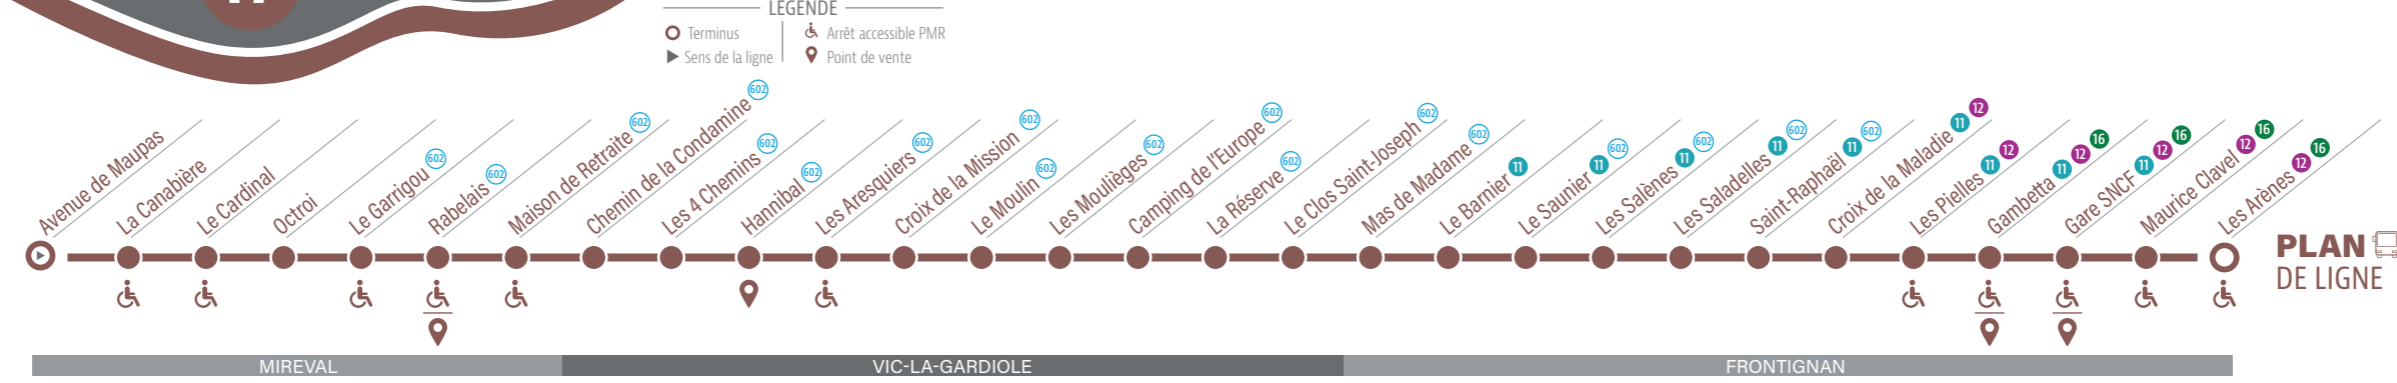 LEGENDE
Terminus
Arrêt accessible PMR
Sens de la ligne
Point de vente
Avenue de Maupas
La Canabière
Le Cardinal
Octroi
Le Garrigou 602
Rabelais 602
Maison de Retraite 602
Chemin de la Condamine 602
Les 4 Chemins 602
Hannibal 602
Les Aresquiers 602
Croix de la Mission 602
Le Moulin 602
Les Moulièges 602
Camping de l'Europe 602
La Réserve 602
Le Clos Saint-Joseph 602
Mas de Madame 602
Le Barnier 11
Le Saunier 11 602
Les Salènes 11 602
Les Saladelles 11 602
Saint-Raphaël 11 602
Croix de la Maladie 11 12
Les Pielles 11 12
Gambetta 11 12 16
Gare SNCF 11 12 16
Maurice Clavel 12 16
Les Arènes 12 16
PLAN
DE LIGNE
MIREVAL
VIC-LA-GARDIOLE
FRONTIGNAN